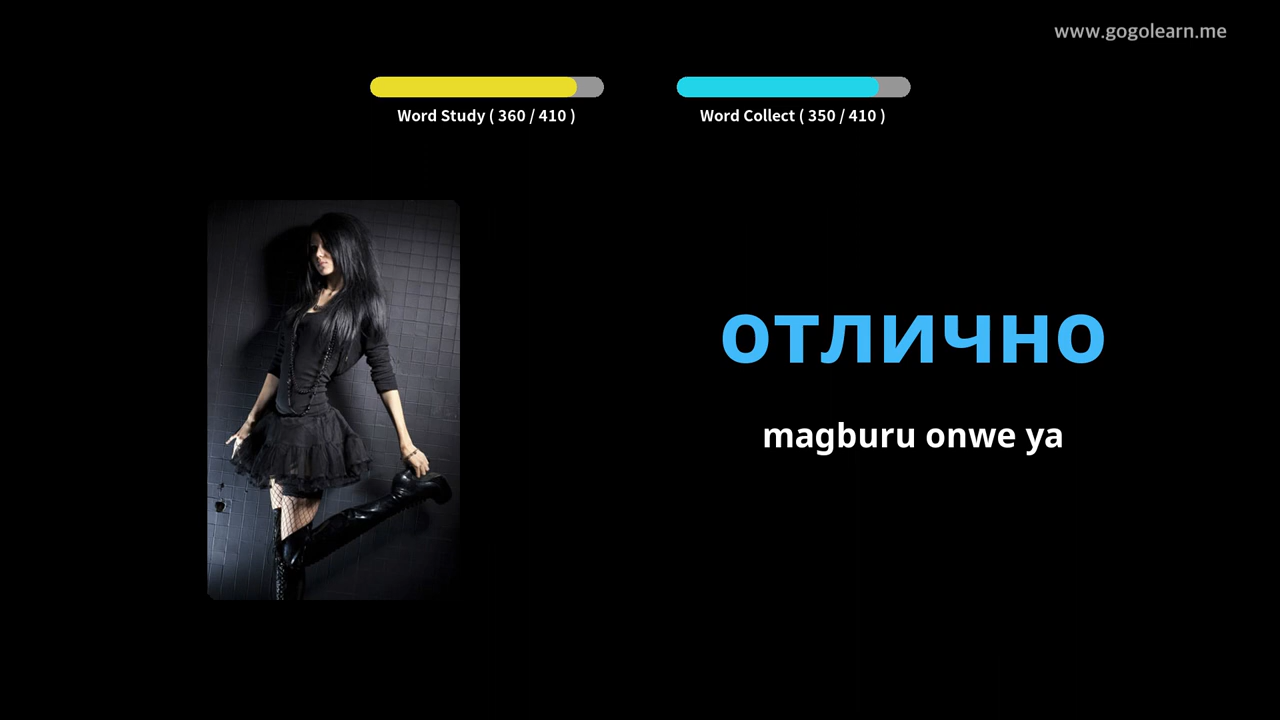 www.gogolearn.me
Word Study ( 360 / 410 )
Word Collect ( 350 / 410 )
отлично
magburu onwe ya